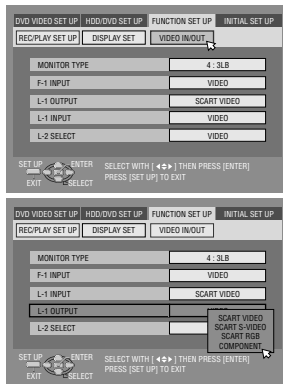 DVD VIDEO SET UP HDD/DVD SET UP FUNCTION SET UP INITIAL SET UP
REC/PLAY SET UP DISPLAY SET VIDEO IN/OUT
MONITOR TYPE 4 : 3LB
F-1 INPUT VIDEO
L-1 OUTPUT SCART VIDEO
L-1 INPUT VIDEO
L-2 SELECT VIDEO
SET UP ENTER
EXIT SELECT
SELECT WITH [ ] THEN PRESS [ENTER]
PRESS [SET UP] TO EXIT
DVD VIDEO SET UP HDD/DVD SET UP FUNCTION SET UP INITIAL SET UP
REC/PLAY SET UP DISPLAY SET VIDEO IN/OUT
MONITOR TYPE 4 : 3LB
F-1 INPUT VIDEO
L-1 INPUT SCART VIDEO
L-1 OUTPUT
L-2 SELECT
SCART VIDEO
SCART S-VIDEO
SCART RGB
COMPONENT
SET UP ENTER
EXIT SELECT
SELECT WITH [ ] THEN PRESS [ENTER]
PRESS [SET UP] TO EXIT